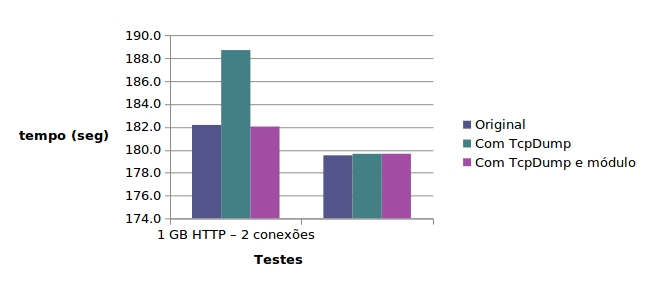 190.0
188.0
186.0
184.0
182.0
180.0
178.0
176.0
174.0
tempo (seg)
1 GB HTTP – 2 conexões
Testes
Original
Com TcpDump
Com TcpDump e módulo